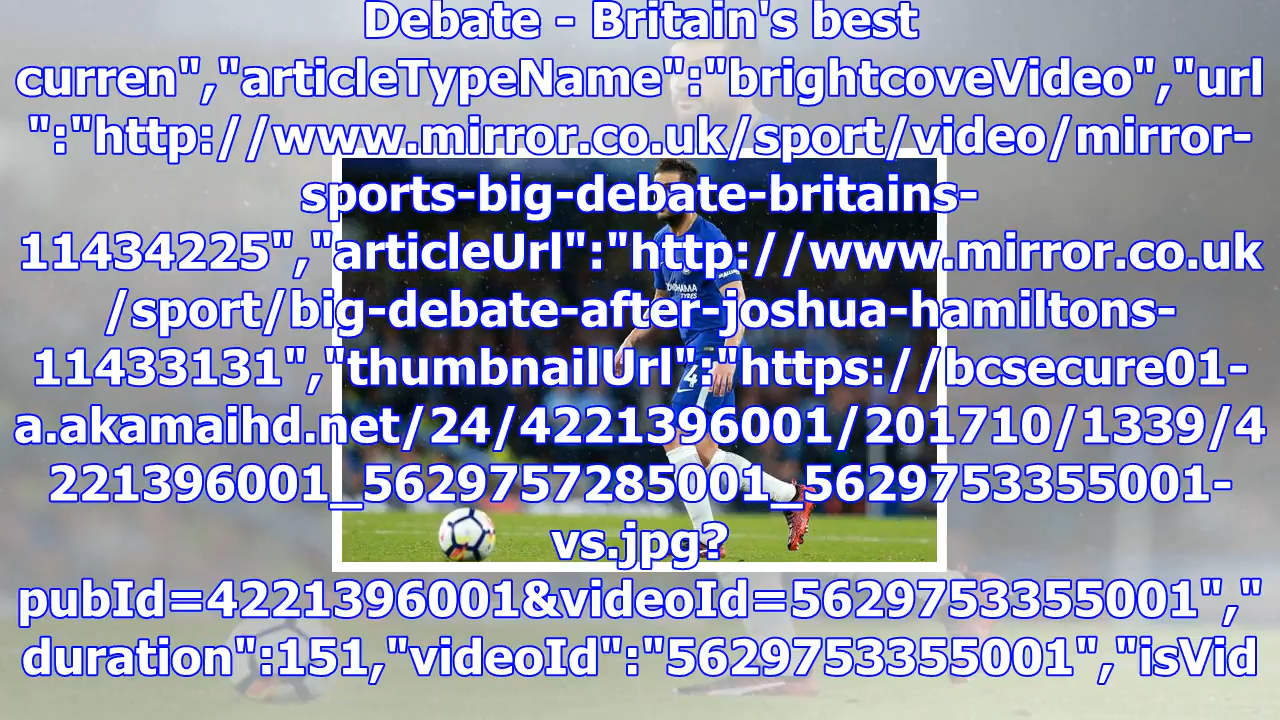 Debate - Britain's best
curren","articleTypeName":"brightcoveVideo","url
":"http://www.mirror.co.uk/sport/video/mirror-
sports-big-debate-britains-
11434225","articleUrl":"http://www.mirror.co.uk
/sport/big-debate-after-joshua-hamiltons-
11433131","thumbnailUrl":"https://bcsecure01-
a.akamaihd.net/24/4221396001/201710/1339/4
221396001_5629757285001_5629753355001-
vs.jpg?
pubId=4221396001&videoId=5629753355001","
duration":151,"videoId":"5629753355001","isVid
TYRES
4